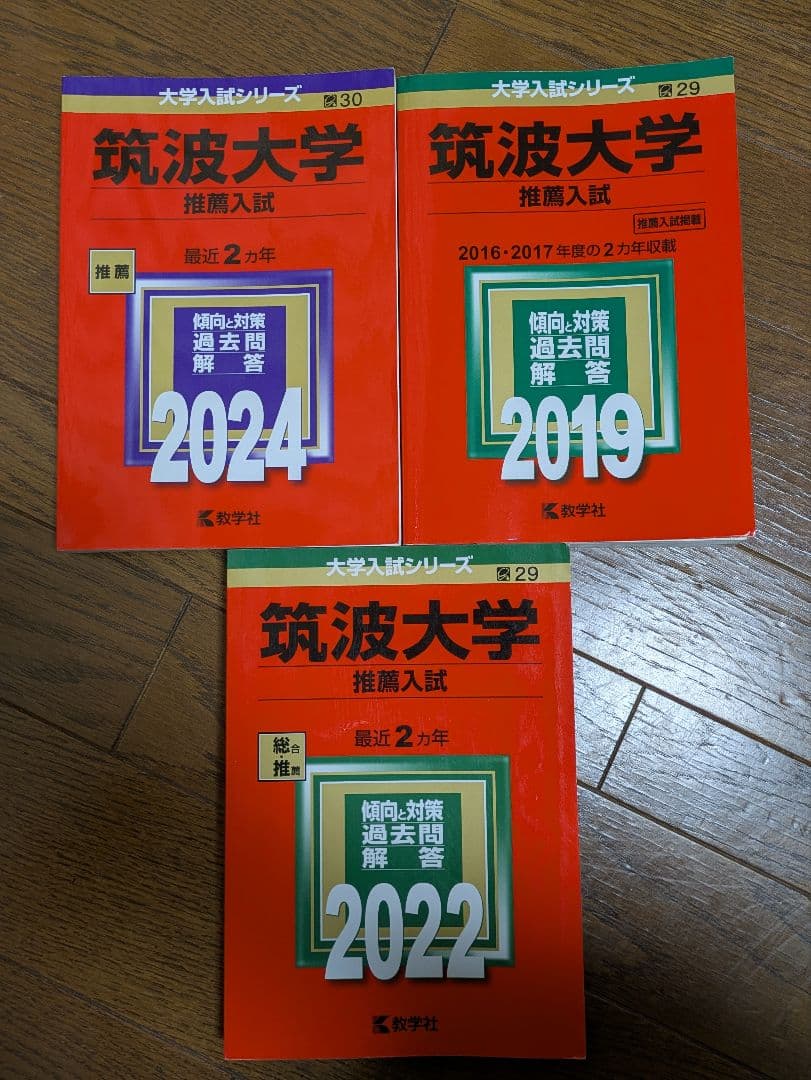 大学入試シリーズ
30
筑波大学
推薦入試
最近2ヵ年
推薦
傾向と対策
過去問
解答
2024
教学社
大学入試シリーズ
29
筑波大学
推薦入試
推薦入試掲載
2016・2017年度の2カ年収載
傾向と対策
過去問
解答
2019
教学社
大学入試シリーズ
29
筑波大学
推薦入試
最近2ヵ年
総合
・
推薦
傾向と対策
過去問
解答
2022
教学社